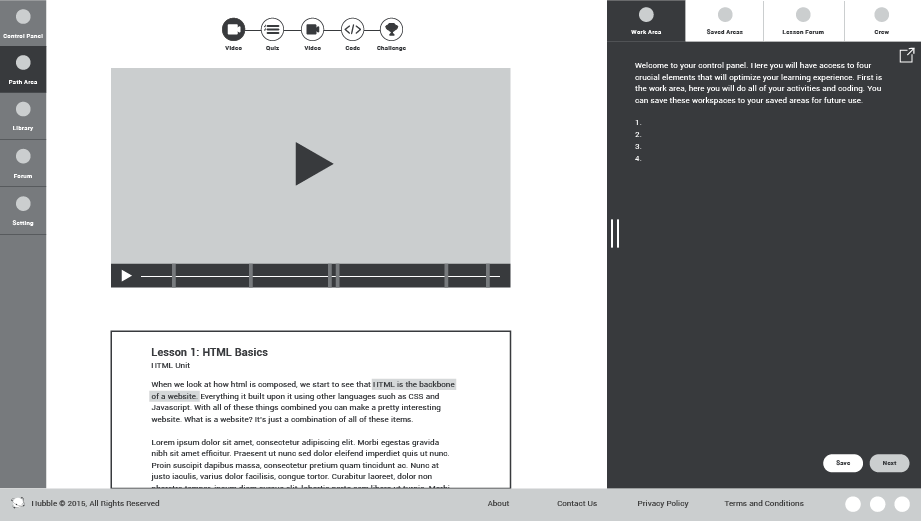 Control Panel
Path Area
Library
Forum
Setting
Video
Quiz
Video
Code
Challenge
Lesson 1: HTML Basics
HTML Unit
When we look at how html is composed, we start to see that HTML is the backbone
of a website. Everything it built upon it using other languages such as CSS and
Javascript. With all of these things combined you can make a pretty interesting
website. What is a website? It's just a combination of all of these items.
Lorem ipsum dolor sit amet, consectetur adipiscing elit. Morbi egestas gravida
nibh sit amet efficitur. Praesent ut nunc sed dolor eleifend imperdiet quis ut nunc.
Proin suscipit dapibus massa, consectetur pretium quam tincidunt ac. Nunc at
justo iaculis, varius dolor facilisis, congue tortor. Curabitur laoreet, dolor non
Work Area
Saved Areas
Lesson Forum
Crew
Welcome to your control panel. Here you will have access to four
crucial elements that will optimize your learning experience. First is
the work area, here you will do all of your activities and coding. You
can save these workspaces to your saved areas for future use.
1.
2.
3.
4.
Save
Next
Hubble © 2015, All Rights Reserved
About
Contact Us
Privacy Policy
Terms and Conditions